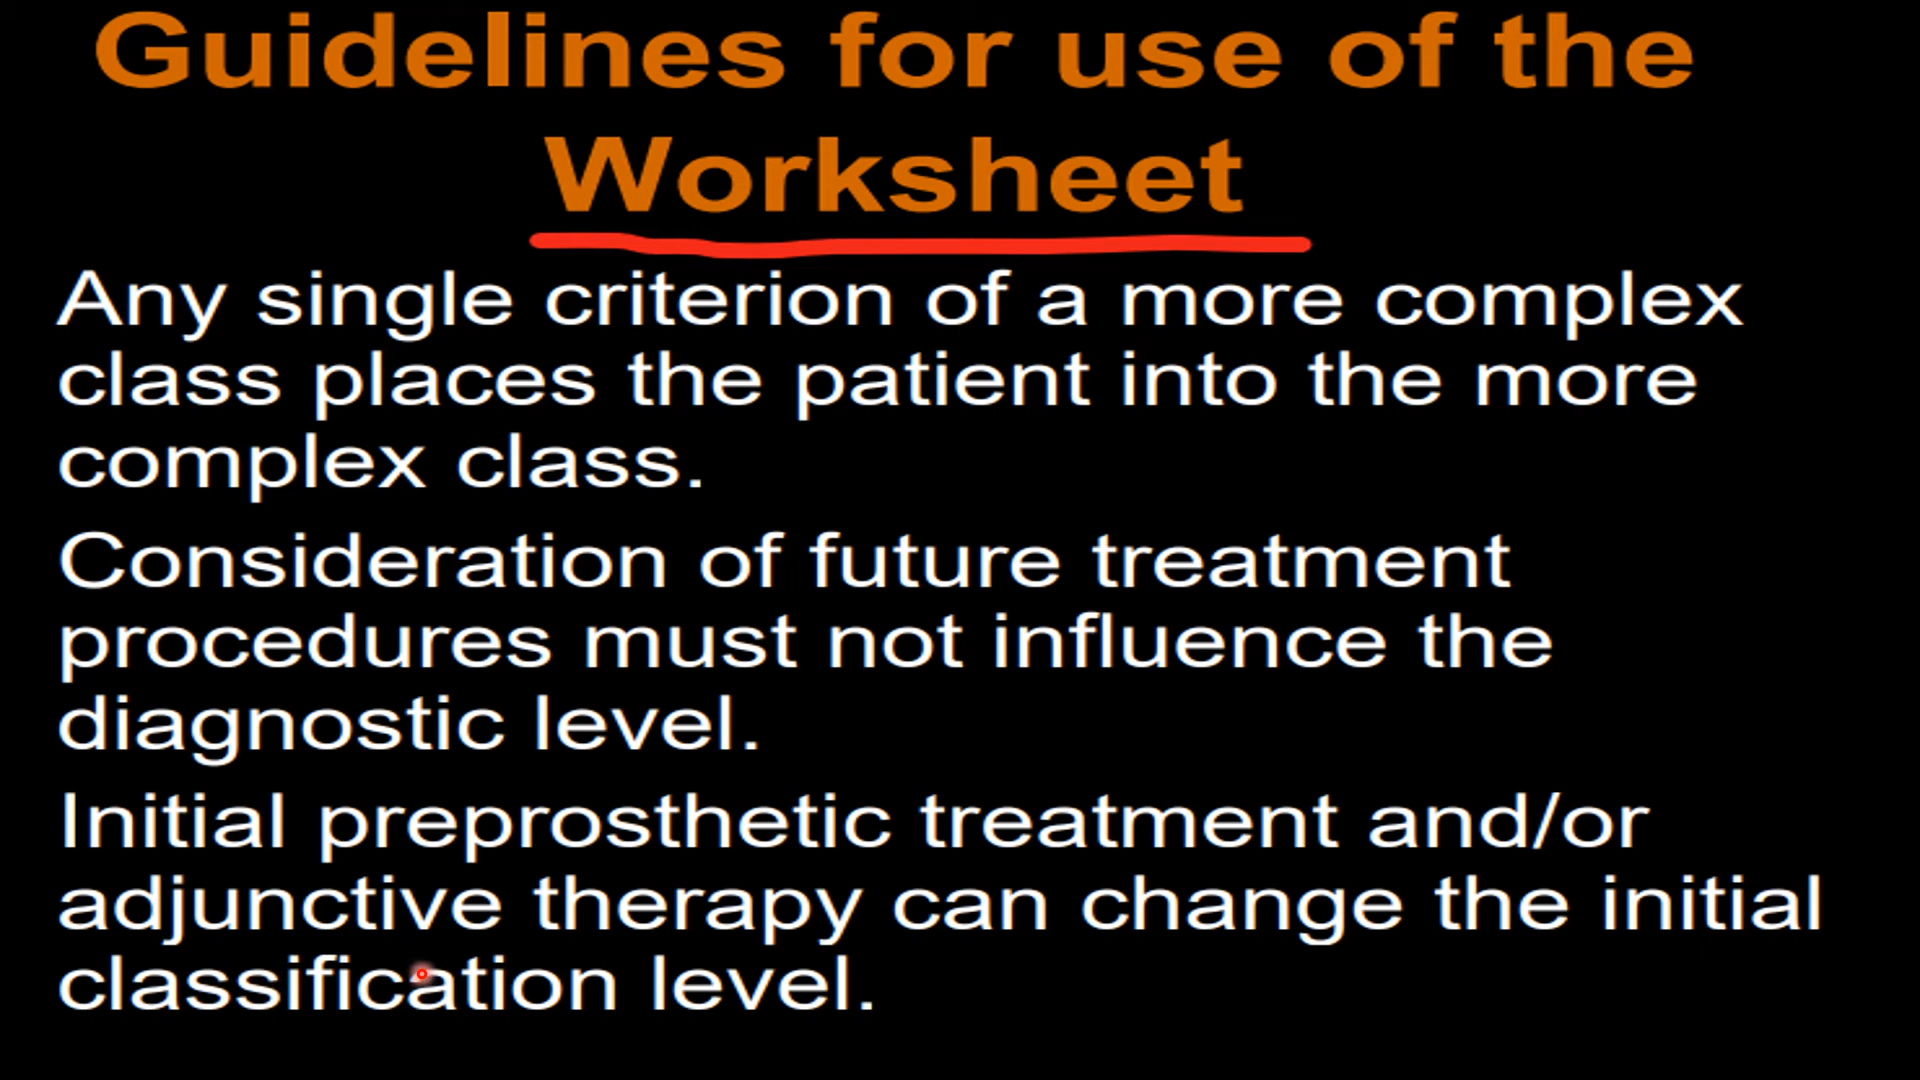 Guidelines for use of the
Worksheet
Any single criterion of a more complex
class places the patient into the more
complex class.
Consideration of future treatment
procedures must not influence the
diagnostic level.
Initial preprosthetic treatment and/or
adjunctive therapy can change the initial
classification level.